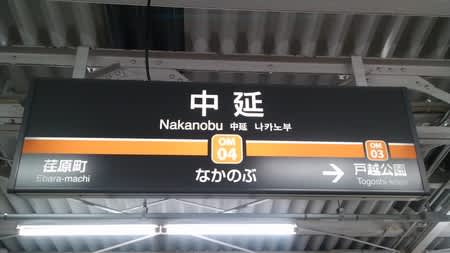 中延
Nakanobu 中延 나카노부
OM
04
OM
03
荏原町
Ebara-machi
なかのぶ
→
戸越公園
Togoshi-kōen